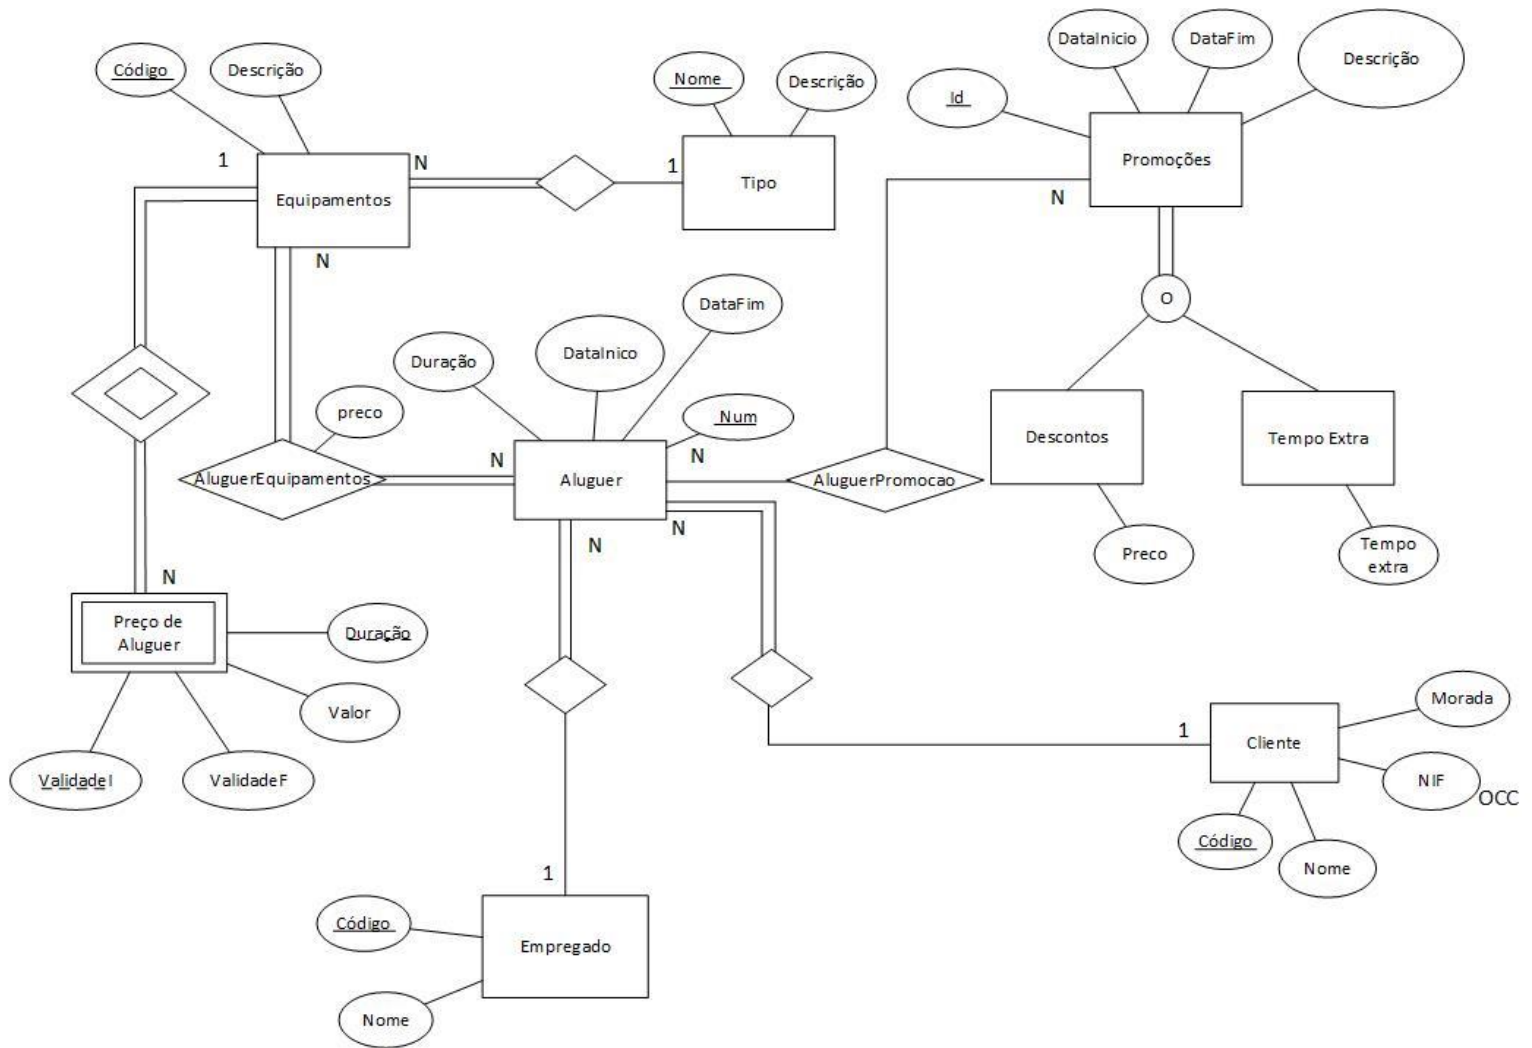 DataInicio
DataFim
Descrição
Id
Código
Descrição
Nome
Descrição
Promoções
N
1
N
1
Tipo
Equipamentos
N
O
DataFim
DataInico
Duração
preco
Num
Descontos
Tempo Extra
N
N
AluguerEquipamentos
Aluguer
AluguerPromocao
N
N
Preco
Tempo
extra
N
Preço de
Aluguer
Duração
Valor
ValidadeI
ValidadeF
Morada
1
Cliente
NIF
OCC
Código
Nome
1
Código
Empregado
Nome